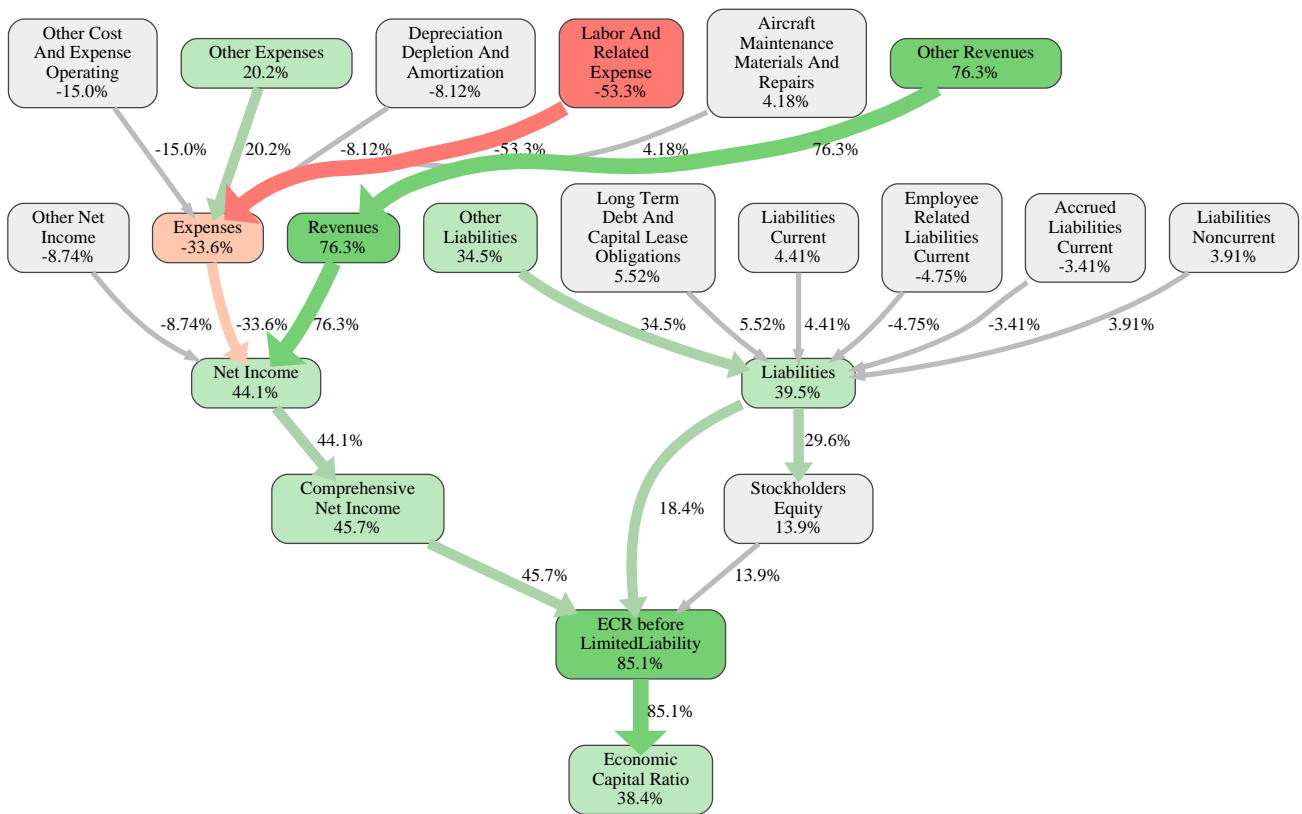 Other Cost
And Expense
Operating
-15.0%
Other Expenses
20.2%
Depreciation
Depletion And
Amortization
-8.12%
Labor And
Related
Expense
-53.3%
Aircraft
Maintenance
Materials And
Repairs
4.18%
Other Revenues
76.3%
-15.0%
20.2%
-8.12%
-53.3%
4.18%
76.3%
Other Net
Income
-8.74%
Expenses
-33.6%
Revenues
76.3%
Other
Liabilities
34.5%
Long Term
Debt And
Capital Lease
Obligations
5.52%
Liabilities
Current
4.41%
Employee
Related
Liabilities
Current
-4.75%
Accrued
Liabilities
Current
-3.41%
Liabilities
Noncurrent
3.91%
-8.74%
-33.6%
76.3%
34.5%
5.52%
4.41%
-4.75%
-3.41%
3.91%
Net Income
44.1%
Liabilities
39.5%
44.1%
29.6%
Comprehensive
Net Income
45.7%
18.4%
Stockholders
Equity
13.9%
45.7%
13.9%
ECR before
LimitedLiability
85.1%
85.1%
Economic
Capital Ratio
38.4%